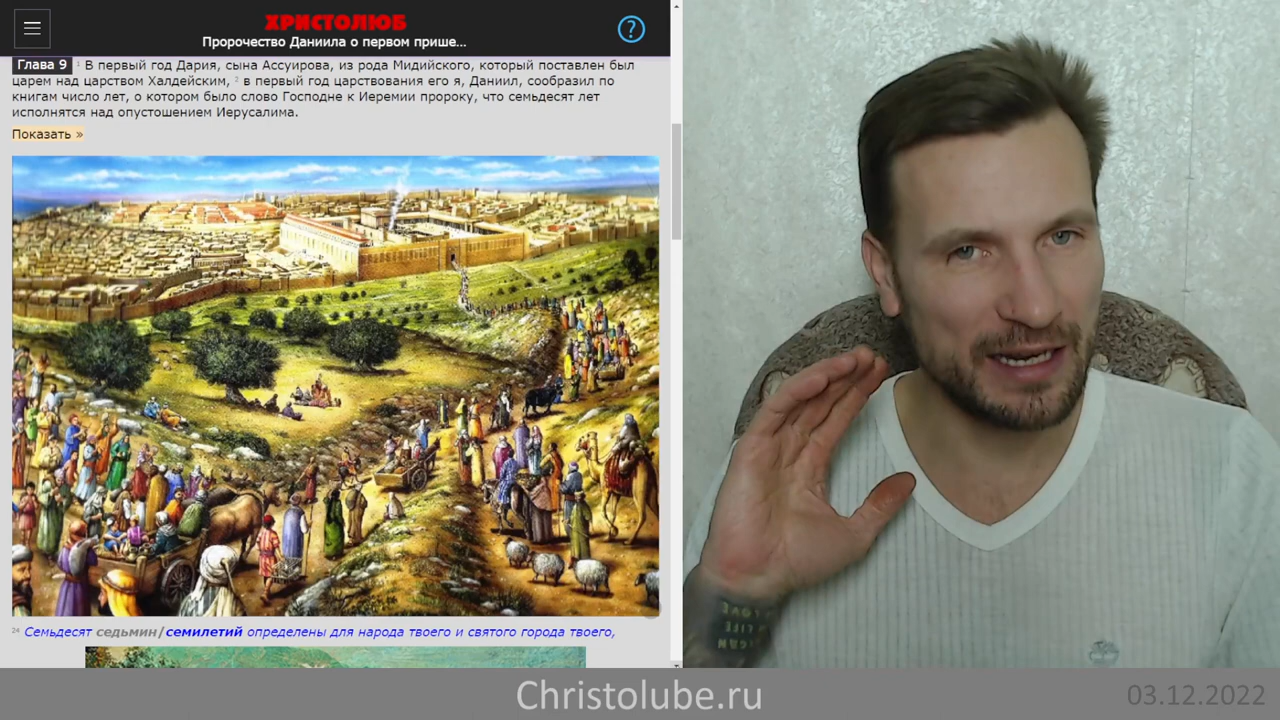 ХРИСТОЛЮБ
Пророчество Даниила о первом прише...
?
Глава 9 1 В первый год Дария, сына Ассуирова, из рода Мидийского, который поставлен был
царем над царством Халдейским, 2 в первый год царствования его я, Даниил, сообразил по
книгам число лет, о котором было слово Господне к Иеремии пророку, что семьдесят лет
исполнятся над опустошением Иерусалима.
Показать »
24 Семьдесят седьмин/семилетий определены для народа твоего и святого города твоего,
LOVE
LIFE
Christolube.ru
03.12.2022